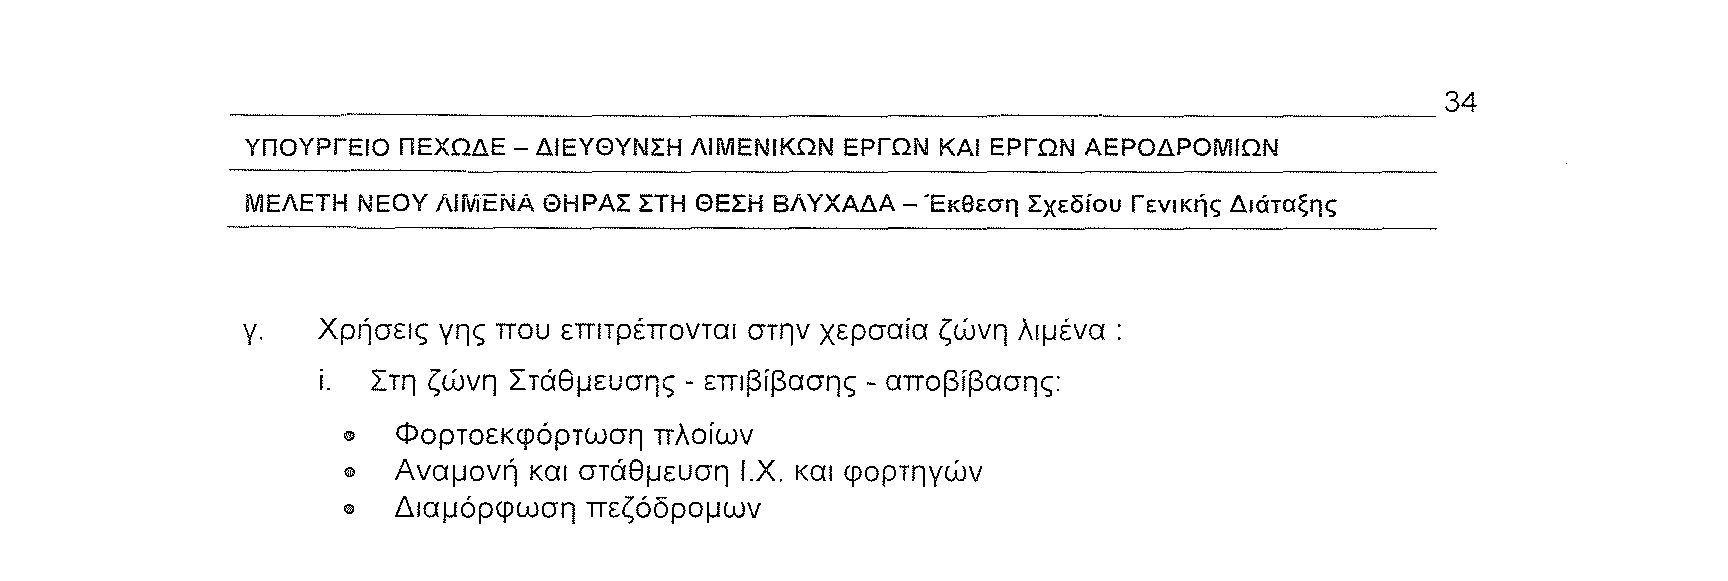 34
ΥΠΟΥΡΓΕΙΟ ΠΕΧΩΔΕ – ΔΙΕΥΘΥΝΣΗ ΛΙΜΕΝΙΚΩΝ ΕΡΓΩΝ ΚΑΙ ΕΡΓΩΝ ΑΕΡΟΔΡΟΜΙΩΝ
ΜΕΛΕΤΗ ΝΕΟΥ ΛΙΜΕΝΑ ΘΗΡΑΣ ΣΤΗ ΘΕΣΗ ΒΛΥΧΑΔΑ – Έκθεση Σχεδίου Γενικής Διάταξης
γ. Χρήσεις γης που επιτρέπονται στην χερσαία ζώνη λιμένα :
i. Στη ζώνη Στάθμευσης - επιβίβασης - αποβίβασης:
• Φορτοεκφόρτωση πλοίων
• Αναμονή και στάθμευση Ι.Χ. και φορτηγών
• Διαμόρφωση πεζόδρομων